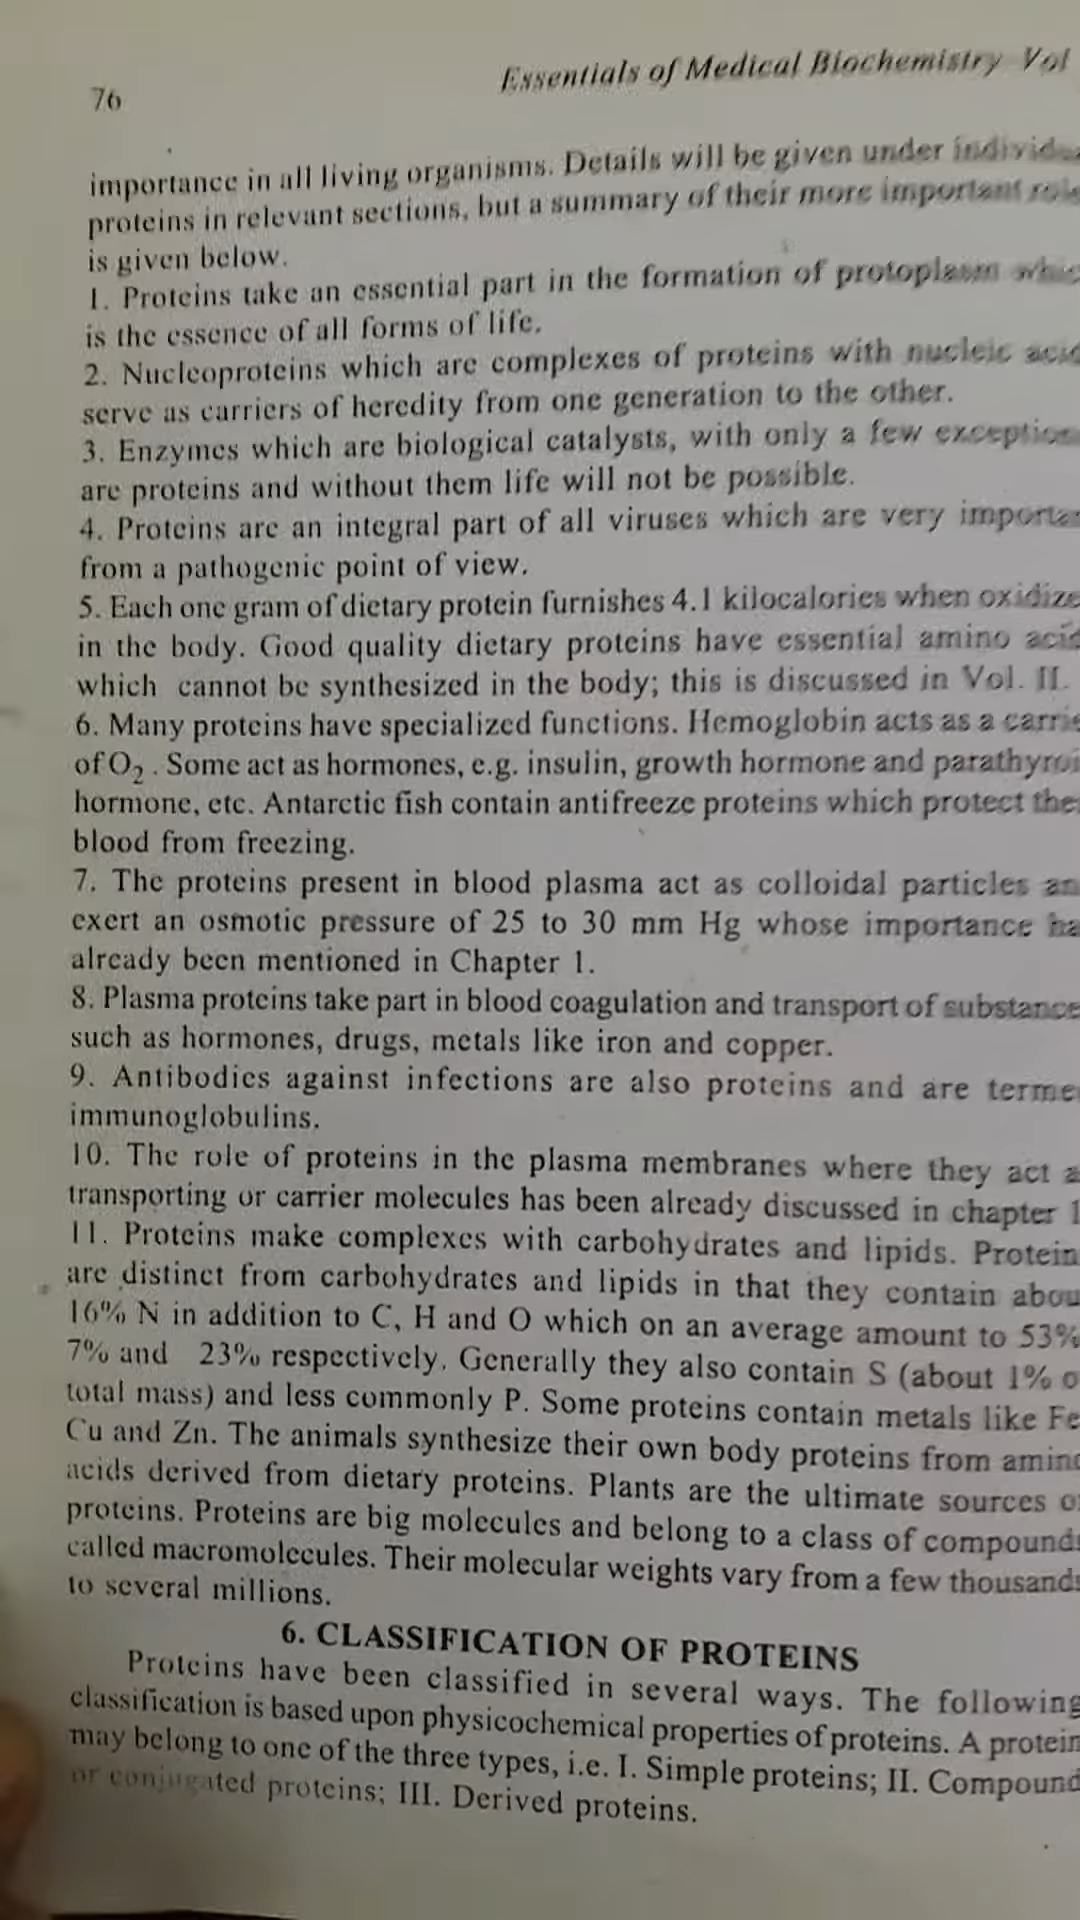 76
Essentials of Medical Biochemistry Vol
importance in all living organisms. Details will be given under
proteins in relevant sections, but a summary of their more important
is given below.
1. Proteins take an essential part in the formation of protoplasm
is the essence of all forms of life.
2. Nucleoproteins which are complexes of proteins with nucleic
serve as carriers of heredity from one generation to the other.
3. Enzymes which are biological catalysts, with only a few
are proteins and without them life will not be possible.
4. Proteins are an integral part of all viruses which are very
from a pathogenic point of view.
5. Each one gram of dietary protein furnishes 4.1 kilocalories when
in the body. Good quality dietary proteins have essential amino
which cannot be synthesized in the body; this is discussed in Vol. II.
6. Many proteins have specialized functions. Hemoglobin acts as a
of O₂. Some act as hormones, e.g. insulin, growth hormone and
hormone, etc. Antarctic fish contain antifreeze proteins which protect
blood from freezing.
7. The proteins present in blood plasma act as colloidal particles
exert an osmotic pressure of 25 to 30 mm Hg whose importance
already been mentioned in Chapter 1.
8. Plasma proteins take part in blood coagulation and transport of
such as hormones, drugs, metals like iron and copper.
9. Antibodies against infections are also proteins and are
immunoglobulins.
10. The role of proteins in the plasma membranes where they act
transporting or carrier molecules has been already discussed in chapter 1
11. Proteins make complexes with carbohydrates and lipids.
are distinct from carbohydrates and lipids in that they contain
16% N in addition to C, H and O which on an average amount to 53%
7% and 23% respectively. Generally they also contain S (about 1%
total mass) and less commonly P. Some proteins contain metals like Fe
Cu and Zn. The animals synthesize their own body proteins from
acids derived from dietary proteins. Plants are the ultimate sources
proteins. Proteins are big molecules and belong to a class of
called macromolecules. Their molecular weights vary from a few
to several millions.
6. CLASSIFICATION OF PROTEINS
Proteins have been classified in several ways. The following
classification is based upon physicochemical properties of proteins. A protein
may belong to one of the three types, i.e. I. Simple proteins; II. Compound
or conjugated proteins; III. Derived proteins.